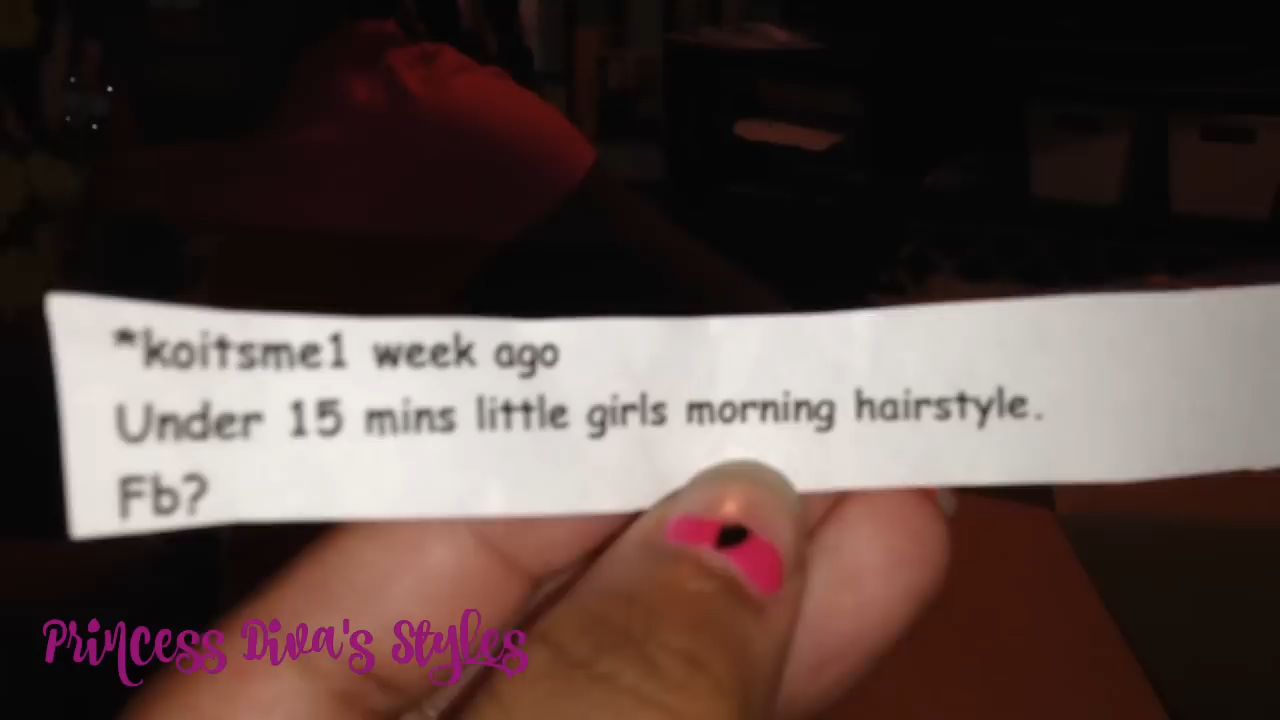 *koitsme1 week ago
Under 15 mins little girls morning hairstyle.
Fb?
Princess Diva's Styles